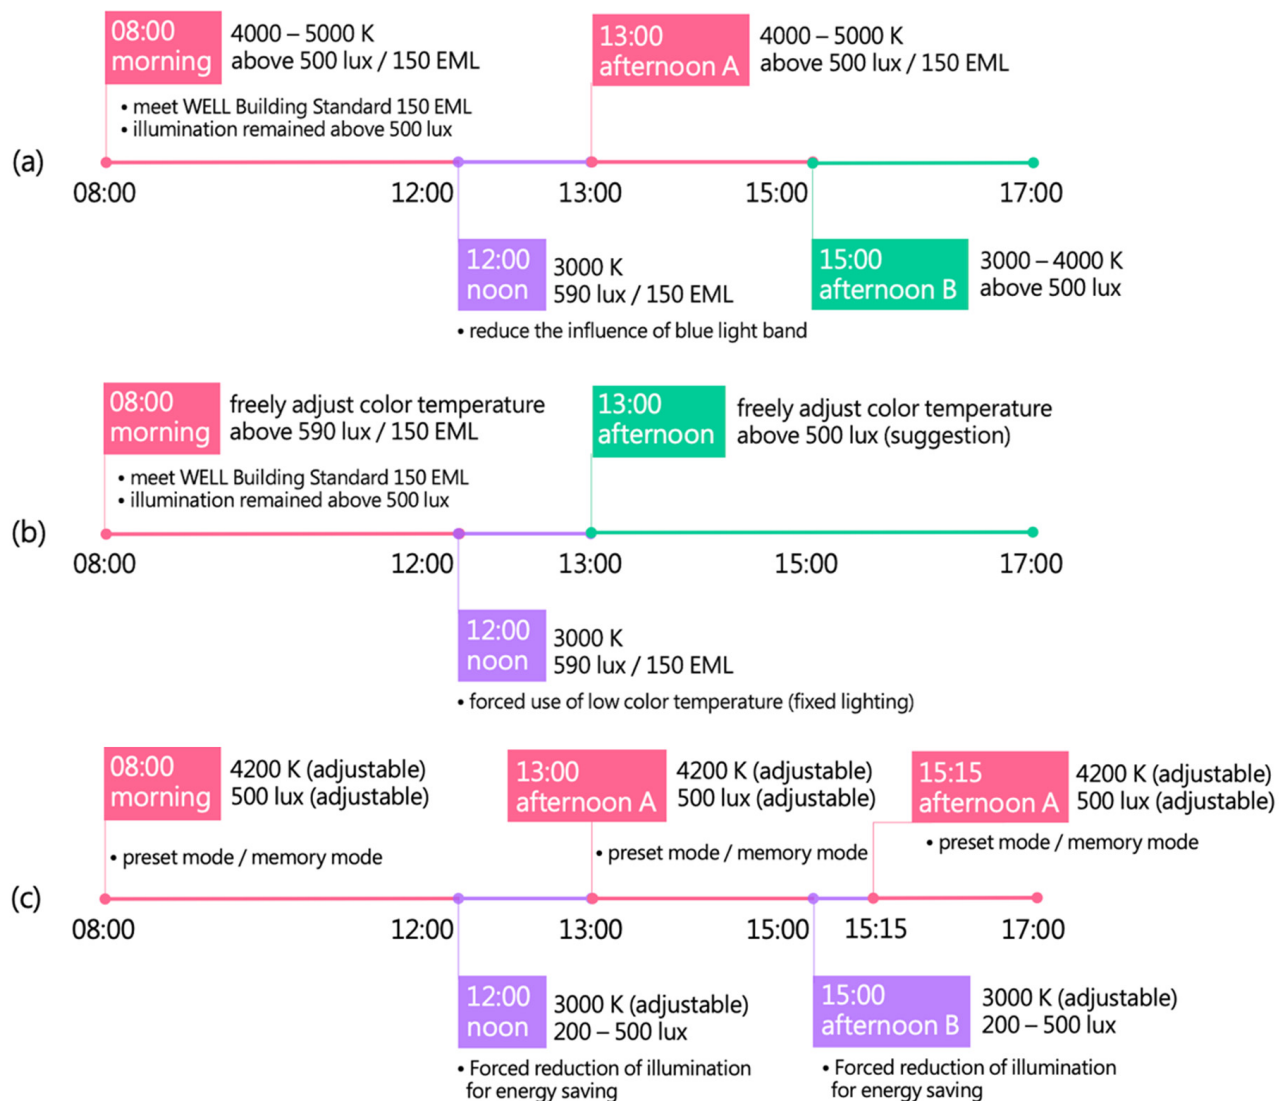 08:00
morning
4000 – 5000 K
above 500 lux / 150 EML
• meet WELL Building Standard 150 EML
• illumination remained above 500 lux
13:00
afternoon A
4000 – 5000 K
above 500 lux / 150 EML
(a)
08:00
12:00
13:00
15:00
17:00
12:00
noon
3000 K
590 lux / 150 EML
• reduce the influence of blue light band
15:00
afternoon B
3000 – 4000 K
above 500 lux
08:00
morning
freely adjust color temperature
above 590 lux / 150 EML
• meet WELL Building Standard 150 EML
• illumination remained above 500 lux
13:00
afternoon
freely adjust color temperature
above 500 lux (suggestion)
(b)
08:00
12:00
13:00
15:00
17:00
12:00
noon
3000 K
590 lux / 150 EML
• forced use of low color temperature (fixed lighting)
08:00
morning
4200 K (adjustable)
500 lux (adjustable)
• preset mode / memory mode
13:00
afternoon A
4200 K (adjustable)
500 lux (adjustable)
• preset mode / memory mode
15:15
afternoon A
4200 K (adjustable)
500 lux (adjustable)
• preset mode / memory mode
(c)
08:00
12:00
13:00
15:00
15:15
17:00
12:00
noon
3000 K (adjustable)
200 – 500 lux
• Forced reduction of illumination
for energy saving
15:00
afternoon B
3000 K (adjustable)
200 – 500 lux
• Forced reduction of illumination
for energy saving